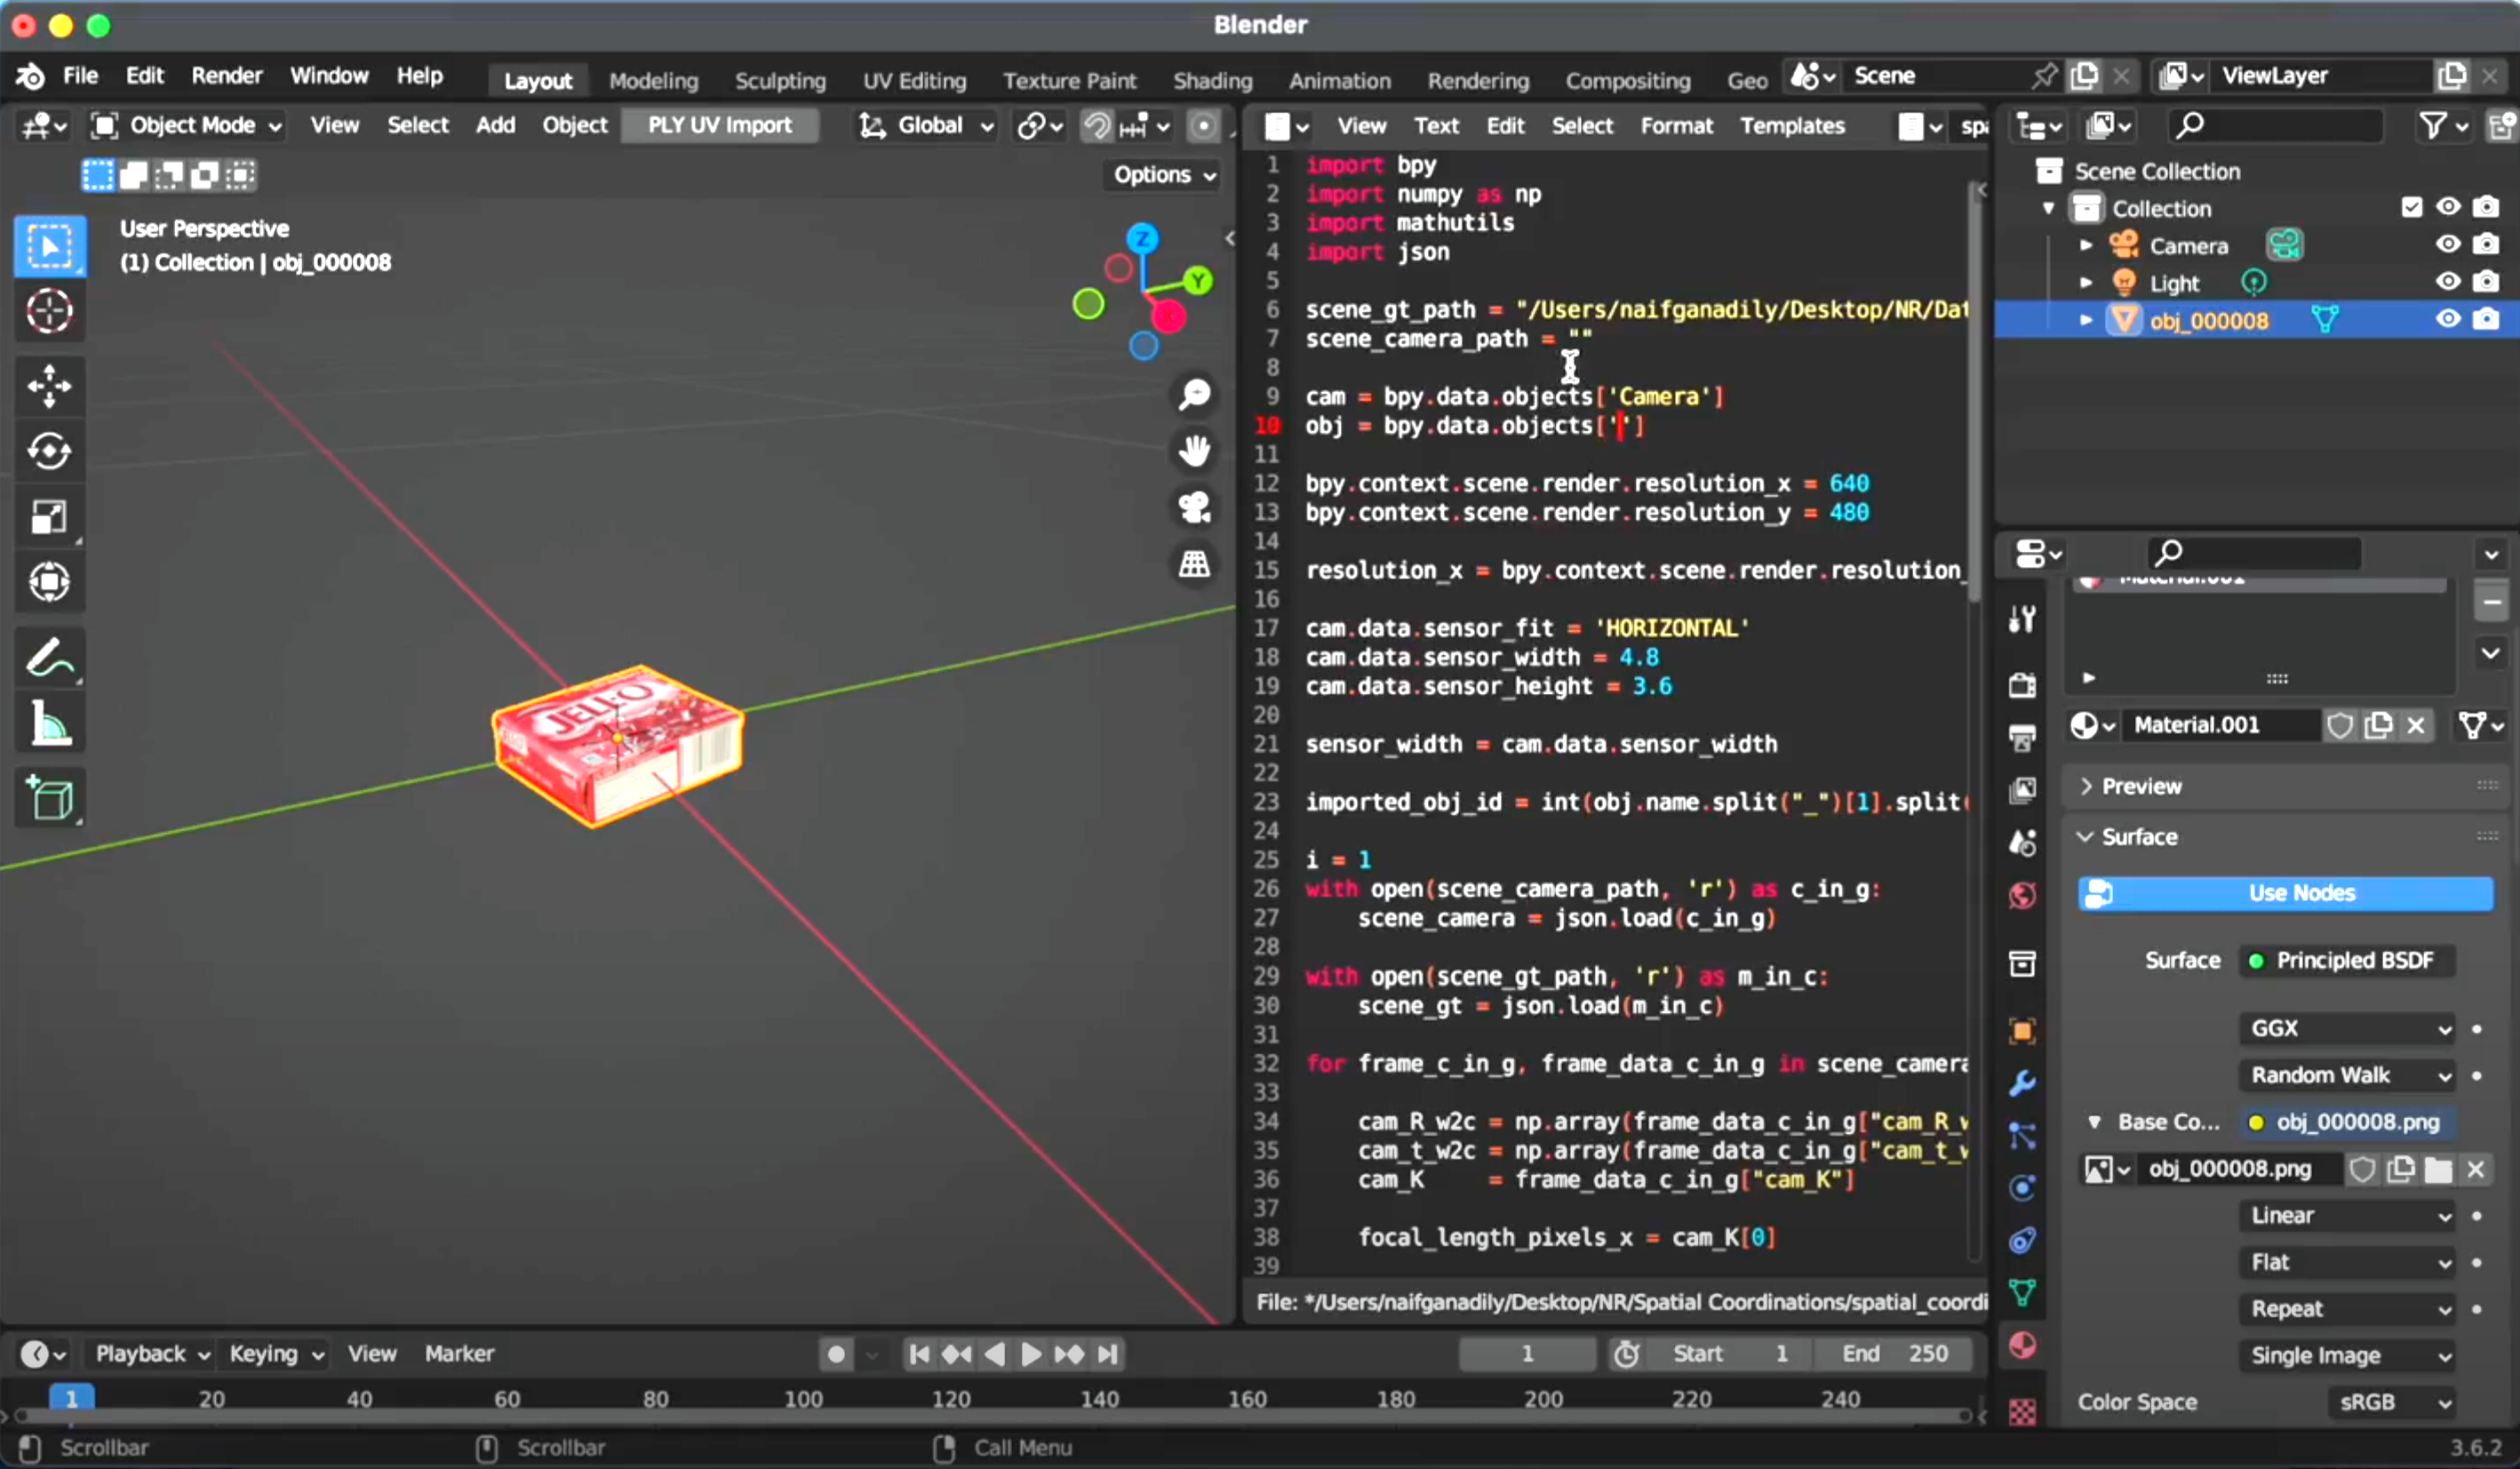 Blender
File Edit Render Window Help
Layout Modeling Sculpting UV Editing Texture Paint Shading Animation Rendering Compositing Geo
Scene
ViewLayer
Object Mode View Select Add Object PLY UV Import Global
Options
User Perspective
(1) Collection | obj_000008
Z
Y
X
JELL-O
View Text Edit Select Format Templates spa
1 import bpy
2 import numpy as np
3 import mathutils
4 import json
5
6 scene_gt_path = "/Users/naifganadily/Desktop/NR/Dat
7 scene_camera_path = ""
8
9 cam = bpy.data.objects['Camera']
10 obj = bpy.data.objects['']
11
12 bpy.context.scene.render.resolution_x = 640
13 bpy.context.scene.render.resolution_y = 480
14
15 resolution_x = bpy.context.scene.render.resolution_
16
17 cam.data.sensor_fit = 'HORIZONTAL'
18 cam.data.sensor_width = 4.8
19 cam.data.sensor_height = 3.6
20
21 sensor_width = cam.data.sensor_width
22
23 imported_obj_id = int(obj.name.split("_")[1].split(
24
25 i = 1
26 with open(scene_camera_path, 'r') as c_in_g:
27 scene_camera = json.load(c_in_g)
28
29 with open(scene_gt_path, 'r') as m_in_c:
30 scene_gt = json.load(m_in_c)
31
32 for frame_c_in_g, frame_data_c_in_g in scene_camera
33
34 cam_R_w2c = np.array(frame_data_c_in_g["cam_R_w
35 cam_t_w2c = np.array(frame_data_c_in_g["cam_t_w
36 cam_K = frame_data_c_in_g["cam_K"]
37
38 focal_length_pixels_x = cam_K[0]
39
File: */Users/naifganadily/Desktop/NR/Spatial Coordinations/spatial_coordi
Scene Collection
Collection
Camera
Light
obj_000008
Material.001
Material.001
Preview
Surface
Use Nodes
Surface Principled BSDF
GGX
Random Walk
Base Co... obj_000008.png
obj_000008.png
Linear
Flat
Repeat
Single Image
Color Space sRGB
Playback Keying View Marker
1 Start 1 End 250
1 20 40 60 80 100 120 140 160 180 200 220 240
Scrollbar Scrollbar Call Menu 3.6.2